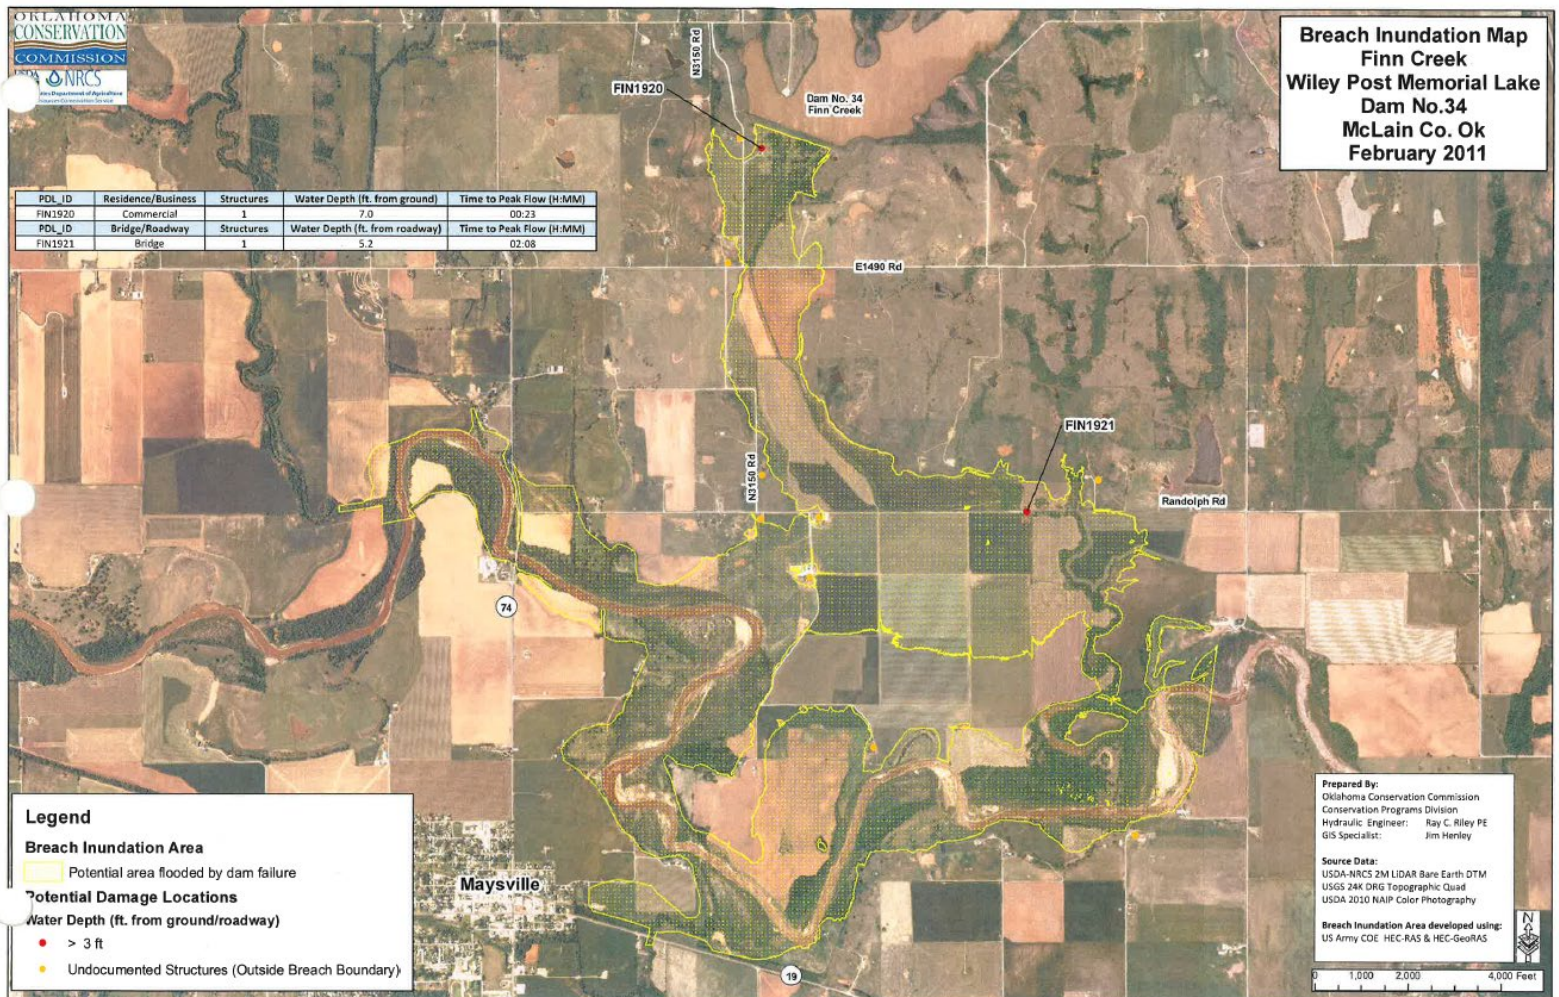 OKLAHOMA
CONSERVATION
COMMISSION
NRCS
Breach Inundation Map
Finn Creek
Wiley Post Memorial Lake
Dam No.34
McLain Co. Ok
February 2011
N3150 Rd
FIN1920
Dam No. 34
Finn Creek
PDL_ID Residence/Business Structures Water Depth (ft. from ground) Time to Peak Flow (H:MM)
FIN1920 Commercial 1 7.0 00:23
PDL_ID Bridge/Roadway Structures Water Depth (ft. from roadway) Time to Peak Flow (H:MM)
FIN1921 Bridge 1 5.2 02:08
E1490 Rd
FIN1921
N3150 Rd
Randolph Rd
74
Maysville
19
Legend
Breach Inundation Area
Potential area flooded by dam failure
Potential Damage Locations
Water Depth (ft. from ground/roadway)
> 3 ft
Undocumented Structures (Outside Breach Boundary)
Prepared By:
Oklahoma Conservation Commission
Conservation Programs Division
Hydraulic Engineer: Ray C. Riley PE
GIS Specialist: Jim Henley
Source Data:
USDA-NRCS 2M LiDAR Bare Earth DTM
USGS 24K DRG Topographic Quad
USDA 2010 NAIP Color Photography
Breach Inundation Area developed using:
US Army COE HEC-RAS & HEC-GeoRAS
N
0 1,000 2,000 4,000 Feet